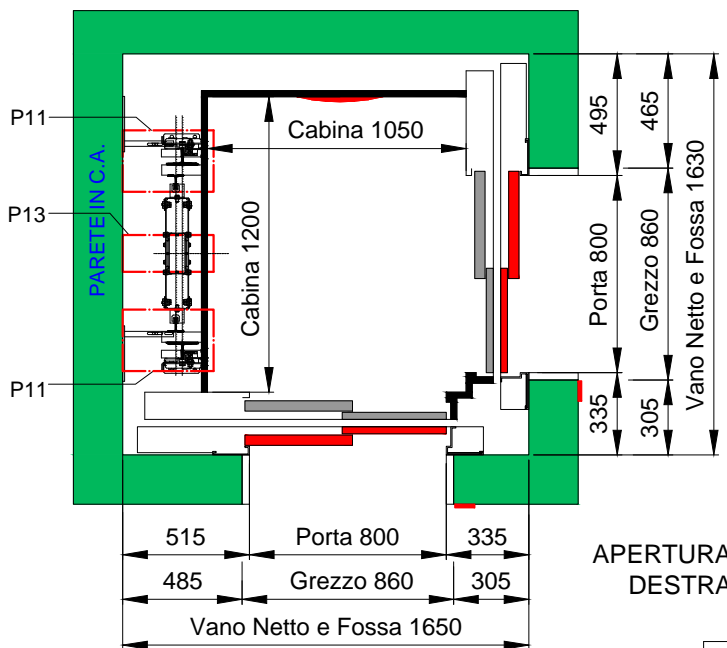 P11
P13
P11
PARETE IN C.A.
Cabina 1050
Cabina 1200
495
465
Porta 800
Grezzo 860
Vano Netto e Fossa 1630
335
305
515
Porta 800
335
485
Grezzo 860
305
Vano Netto e Fossa 1650
APERTURA
DESTRA